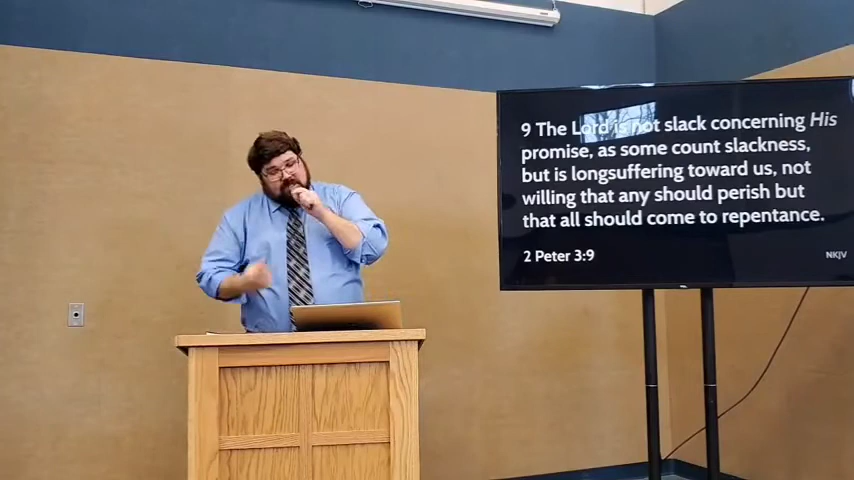 9 The Lord is not slack concerning His
promise, as some count slackness,
but is longsuffering toward us, not
willing that any should perish but
that all should come to repentance.
2 Peter 3:9
NKJV